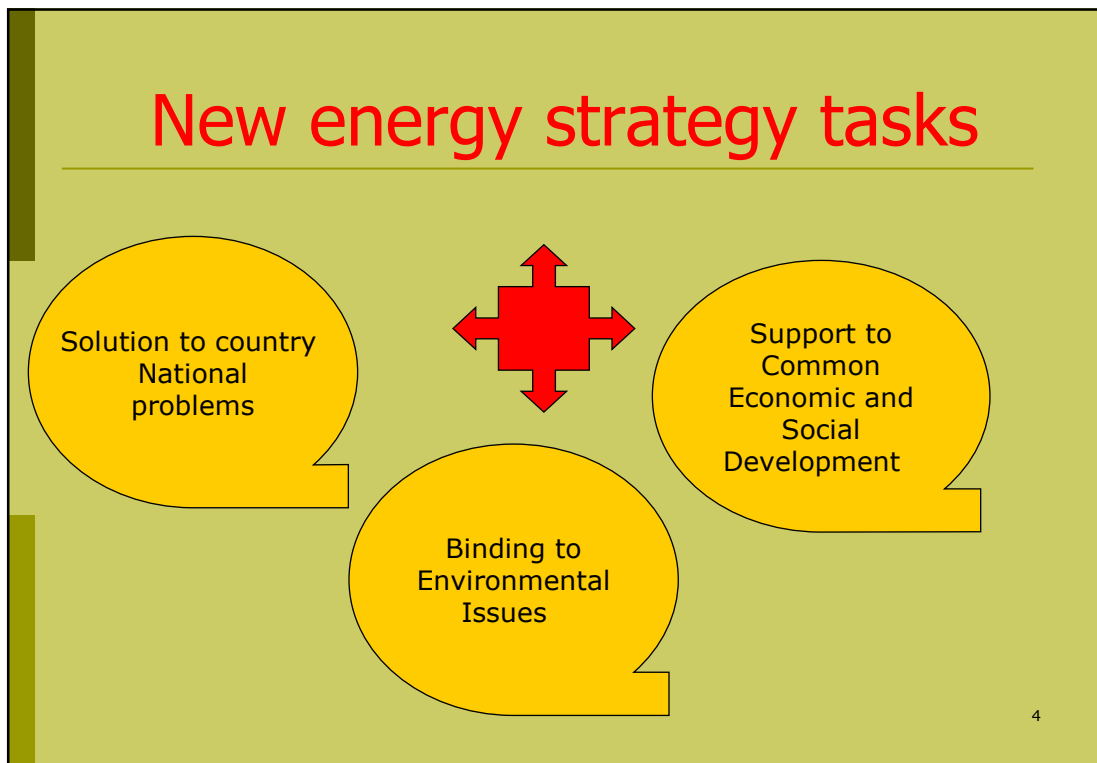 New energy strategy tasks
Solution to country
National
problems
Support to
Common
Economic and
Social
Development
Binding to
Environmental
Issues
4